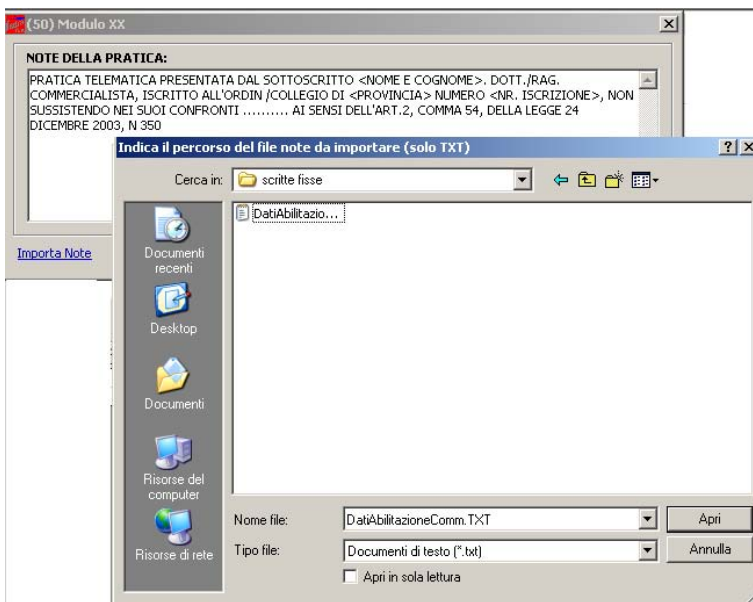 (50) Modulo XX
NOTE DELLA PRATICA:
PRATICA TELEMATICA PRESENTATA DAL SOTTOSCRITTO <NOME E COGNOME>. DOTT./RAG.
COMMERCIALISTA, ISCRITTO ALL'ORDIN /COLLEGIO DI <PROVINCIA> NUMERO <NR. ISCRIZIONE>, NON
SUSSISTENDO NEI SUOI CONFRONTI .......... AI SENSI DELL'ART.2, COMMA 54, DELLA LEGGE 24
DICEMBRE 2003, N 350
Importa Note
Indica il percorso del file note da importare (solo TXT)
Cerca in: scritte fisse
DatiAbilitazio...
Documenti
recenti
Desktop
Documenti
Risorse del
computer
Risorse di rete
Nome file: DatiAbilitazioneComm.TXT Apri
Tipo file: Documenti di testo (*.txt) Annulla
Apri in sola lettura